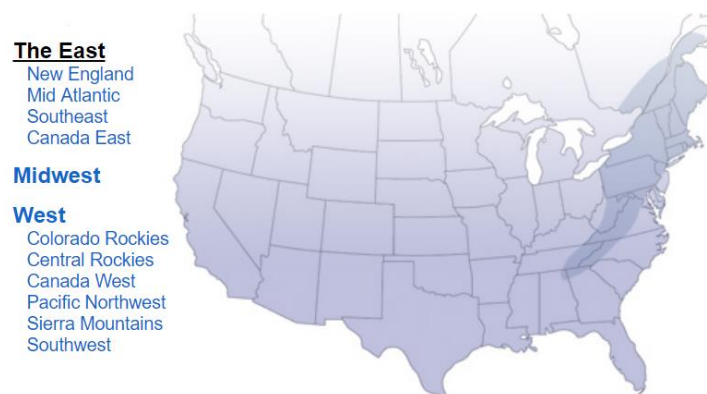 The East
New England
Mid Atlantic
Southeast
Canada East
Midwest
West
Colorado Rockies
Central Rockies
Canada West
Pacific Northwest
Sierra Mountains
Southwest